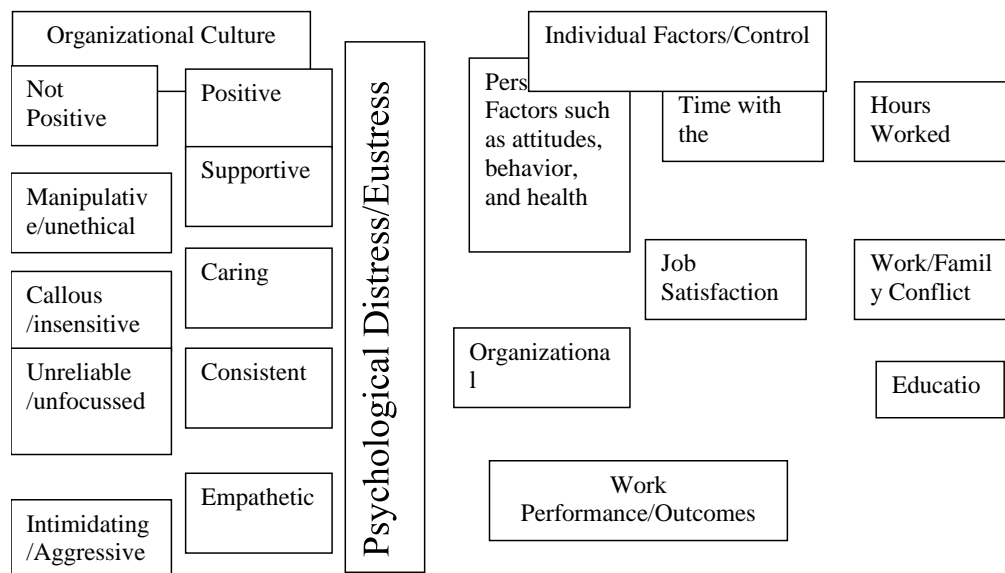 Organizational Culture
Not
Positive
Manipulativ
e/unethical
Callous
/insensitive
Unreliable
/unfocussed
Intimidating
/Aggressive
Positive
Supportive
Caring
Consistent
Empathetic
Psychological Distress/Eustress
Individual Factors/Control
Pers
Factors such
as attitudes,
behavior,
and health
Time with
the
Hours
Worked
Job
Satisfaction
Work/Famil
y Conflict
Organizationa
l
Educatio
Work
Performance/Outcomes